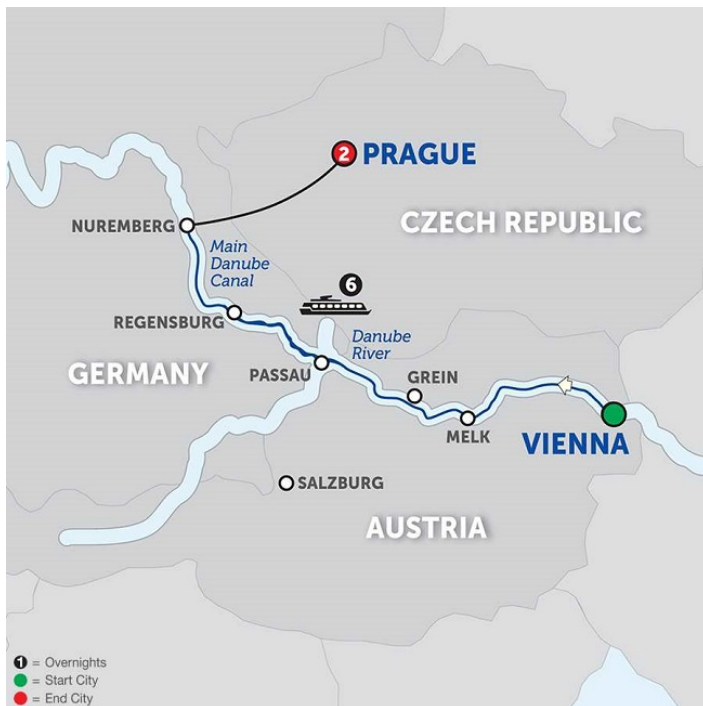 2 PRAGUE
CZECH REPUBLIC
NUREMBERG
Main
Danube
Canal
6
REGENSBURG
Danube
River
GERMANY
PASSAU
GREIN
MELK
VIENNA
SALZBURG
AUSTRIA
1 = Overnights
= Start City
= End City